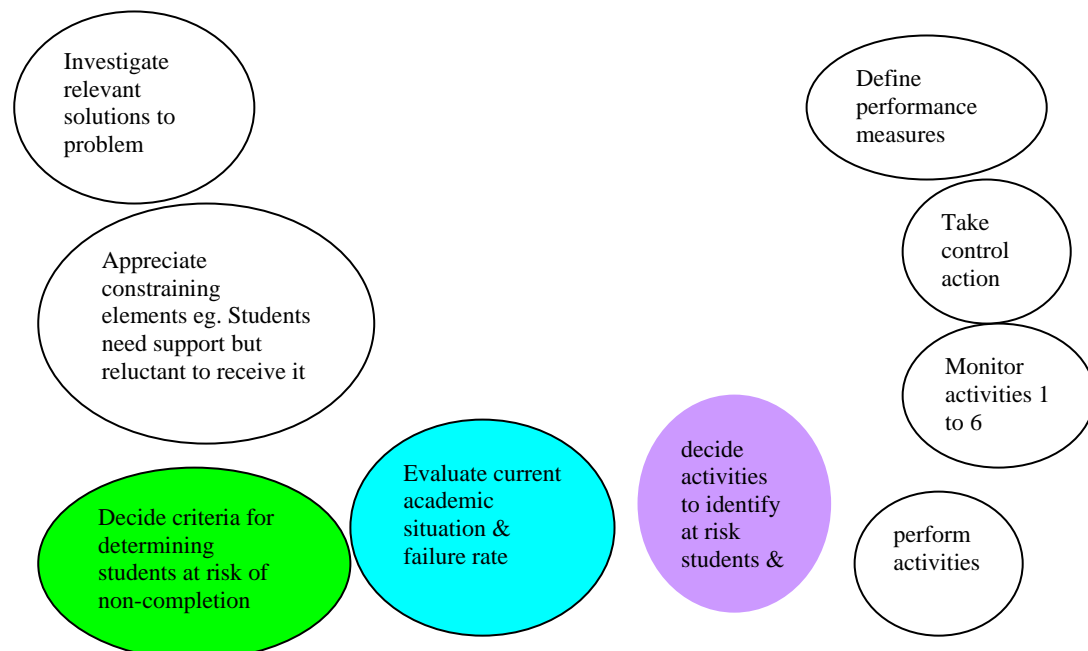 Investigate
relevant
solutions to
problem
Appreciate
constraining
elements eg. Students
need support but
reluctant to receive it
Decide criteria for
determining
students at risk of
non-completion
Evaluate current
academic
situation &
failure rate
decide
activities
to identify
at risk
students &
Define
performance
measures
Take
control
action
Monitor
activities 1
to 6
perform
activities